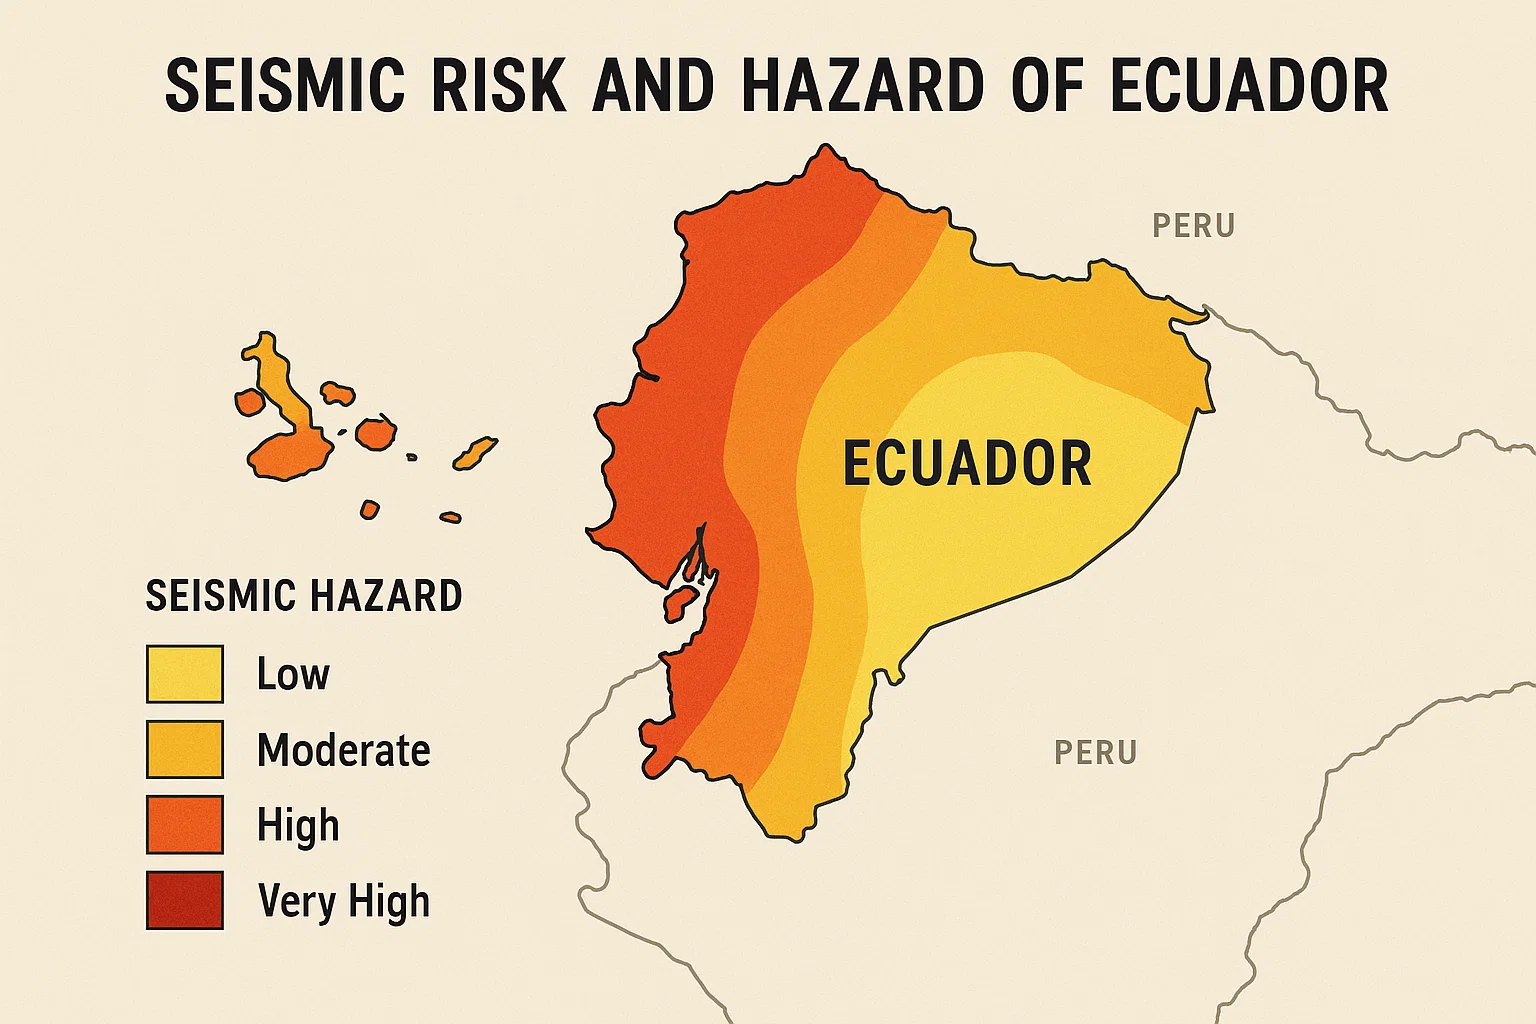 SEISMIC RISK AND HAZARD OF ECUADOR
PERU
ECUADOR
SEISMIC HAZARD
Low
Moderate
High
Very High
PERU